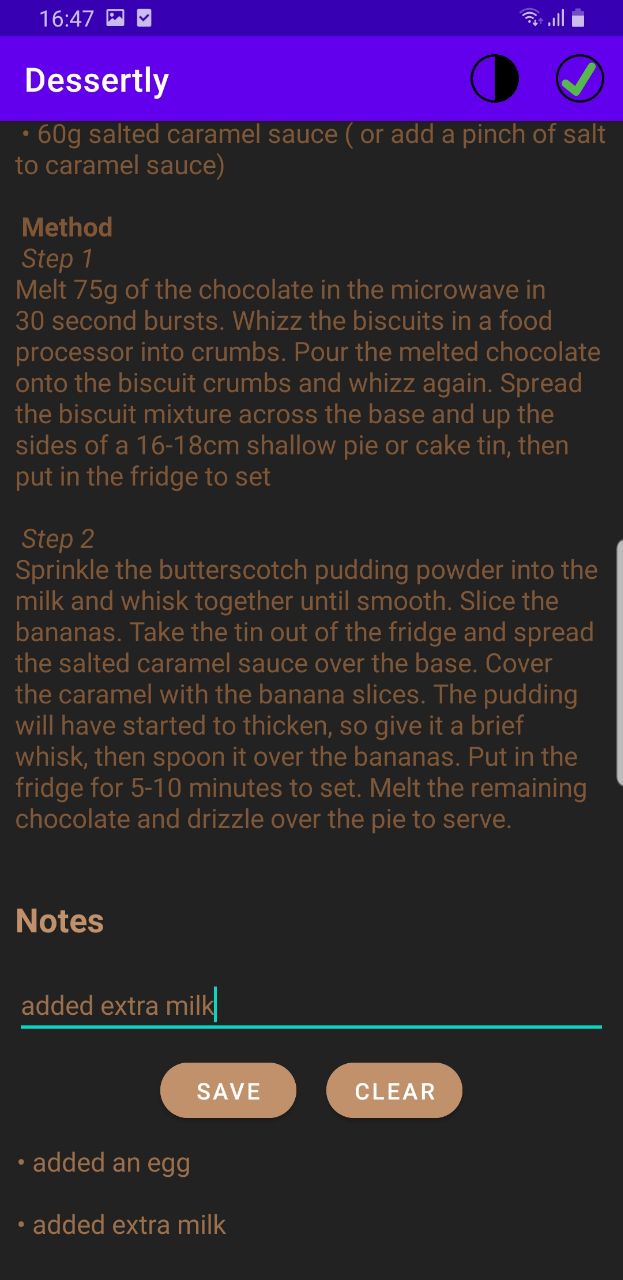 16:47
Dessertly
• 60g salted caramel sauce ( or add a pinch of salt
to caramel sauce)
Method
Step 1
Melt 75g of the chocolate in the microwave in
30 second bursts. Whizz the biscuits in a food
processor into crumbs. Pour the melted chocolate
onto the biscuit crumbs and whizz again. Spread
the biscuit mixture across the base and up the
sides of a 16-18cm shallow pie or cake tin, then
put in the fridge to set
Step 2
Sprinkle the butterscotch pudding powder into the
milk and whisk together until smooth. Slice the
bananas. Take the tin out of the fridge and spread
the salted caramel sauce over the base. Cover
the caramel with the banana slices. The pudding
will have started to thicken, so give it a brief
whisk, then spoon it over the bananas. Put in the
fridge for 5-10 minutes to set. Melt the remaining
chocolate and drizzle over the pie to serve.
Notes
added extra milk
SAVE CLEAR
• added an egg
• added extra milk